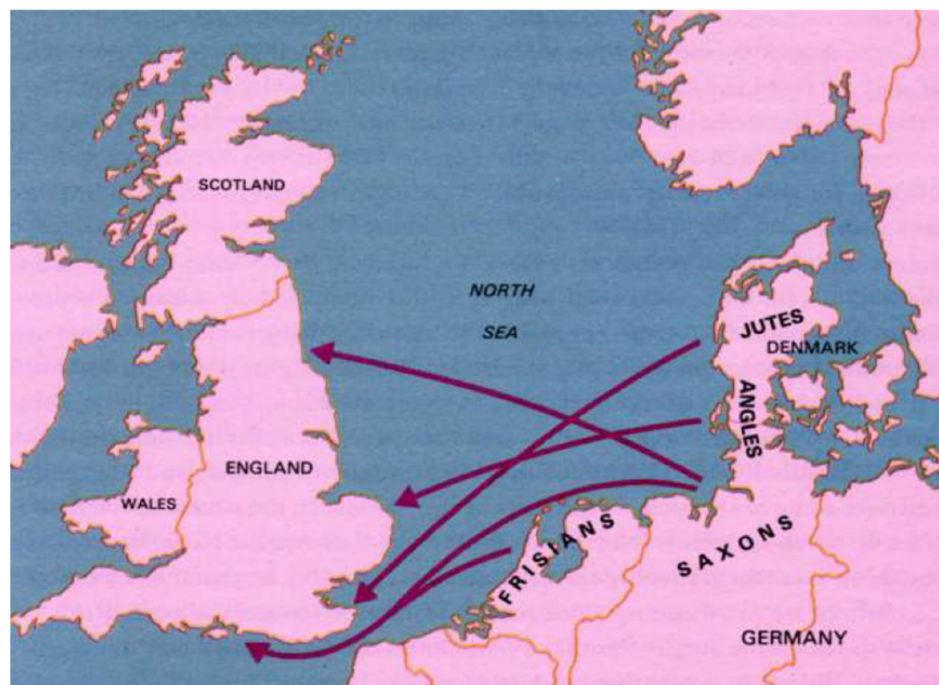 SCOTLAND
NORTH
SEA
JUTES
DENMARK
ANGLES
ENGLAND
WALES
FRISIANS
SAXONS
GERMANY